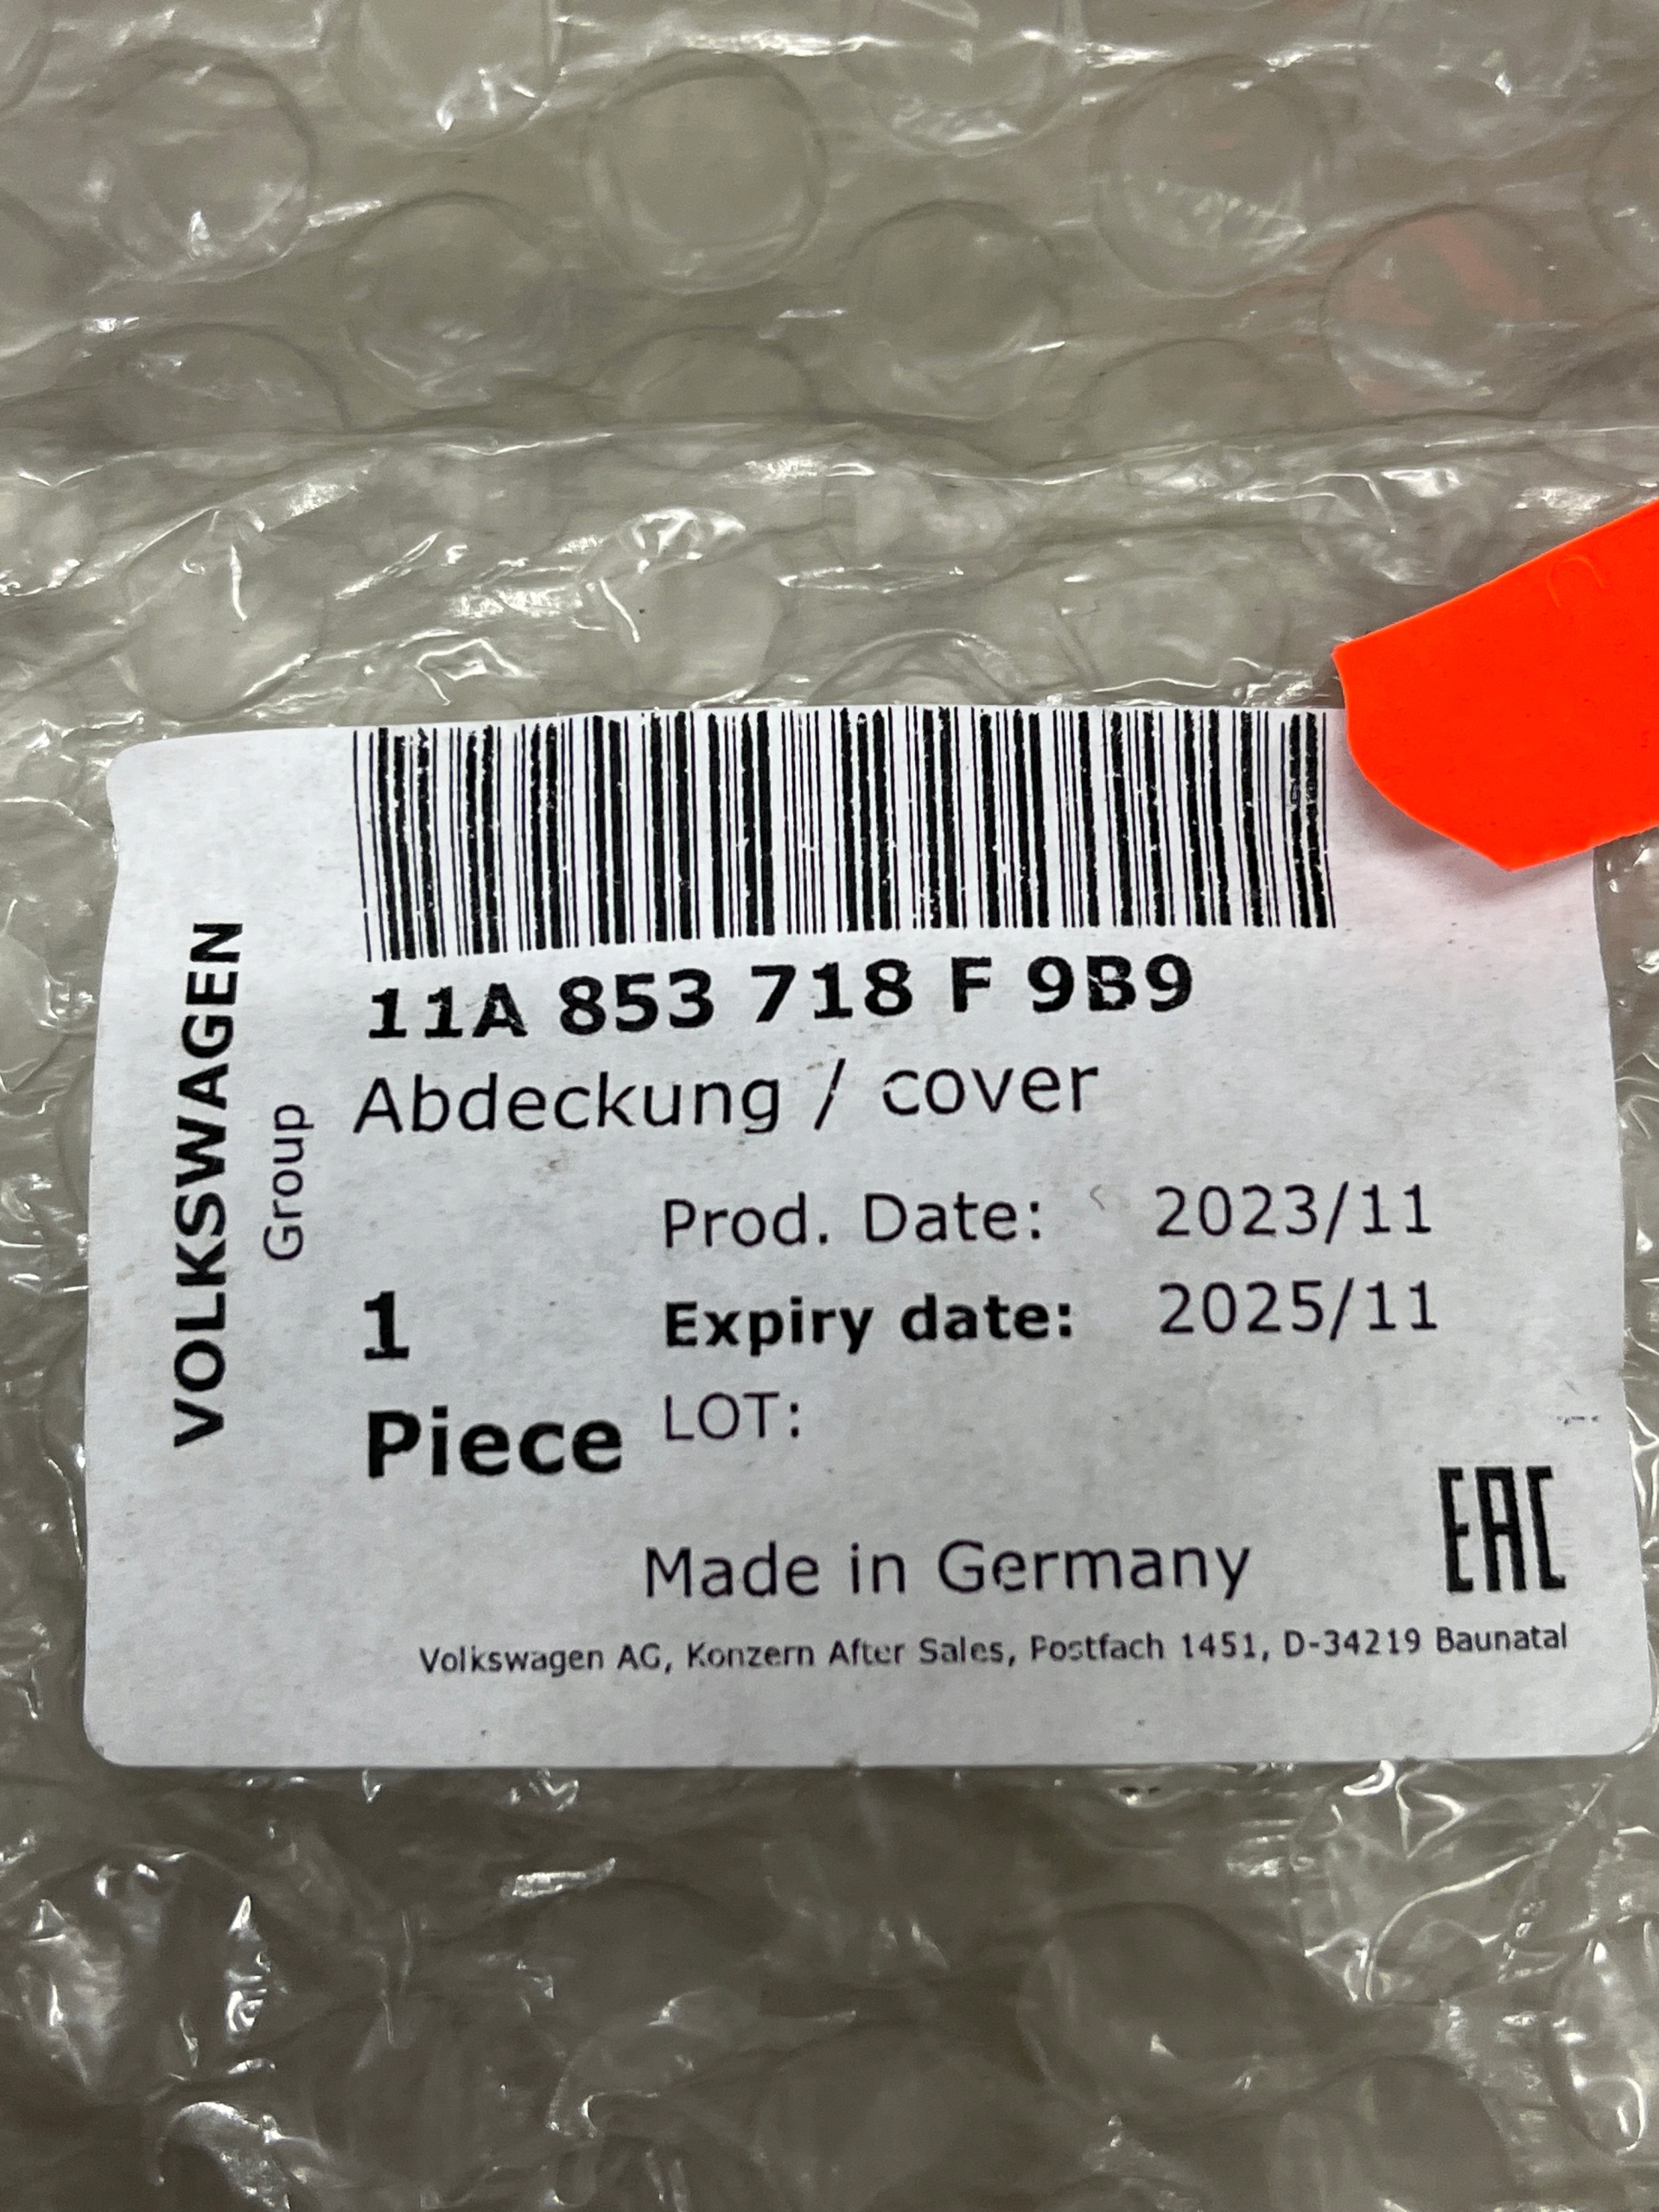 11A 853 718 F 9B9
Abdeckung / cover
VOLKSWAGEN
Group
Prod. Date: 2023/11
1
Expiry date: 2025/11
Piece
LOT:
Made in Germany
EAC
Volkswagen AG, Konzern After Sales, Postfach 1451, D-34219 Baunatal